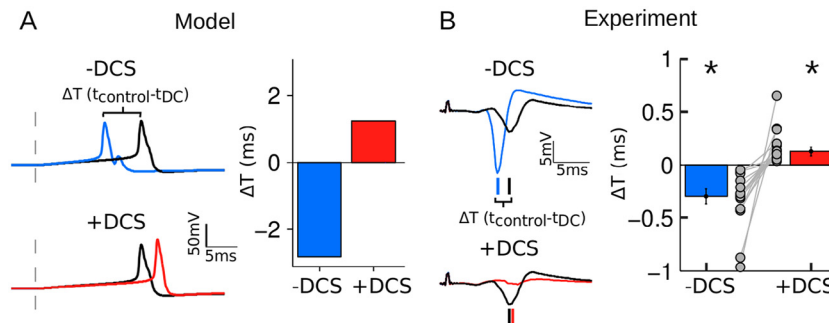 A
Model
-DCS
ΔT (tcontrol-tDC)
+DCS
50mV
5ms
ΔT (ms)
2
0
−2
-DCS
+DCS
B
Experiment
-DCS
5mV
5ms
ΔT (tcontrol-tDC)
+DCS
ΔT (ms)
1
0.5
0
−0.5
−1
*
*
-DCS
+DCS